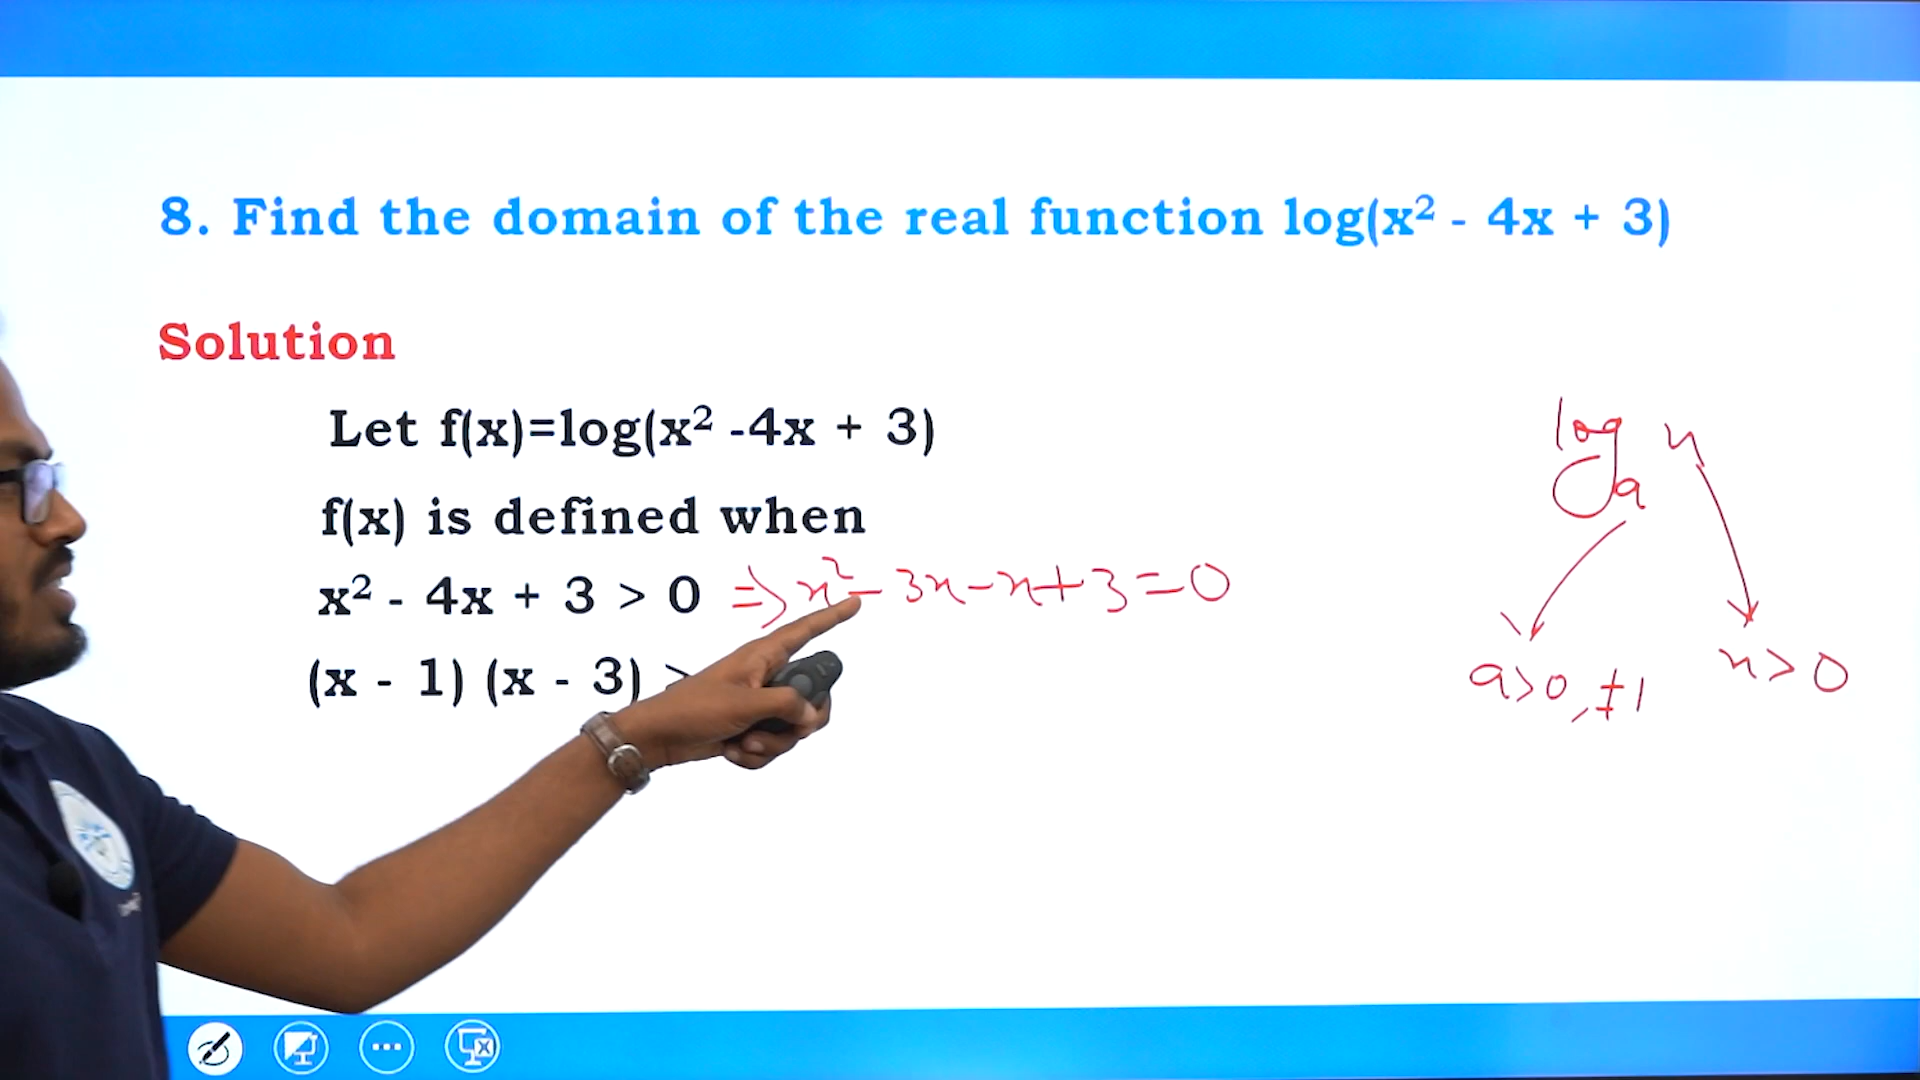 8. Find the domain of the real function log(x² - 4x + 3)
Solution
Let f(x)=log(x² -4x + 3)
f(x) is defined when
x² - 4x + 3 > 0 ⇒ x² - 3x - x + 3 = 0
(x - 1) (x - 3) >
logₐ x
a>0, ≠1
x > 0